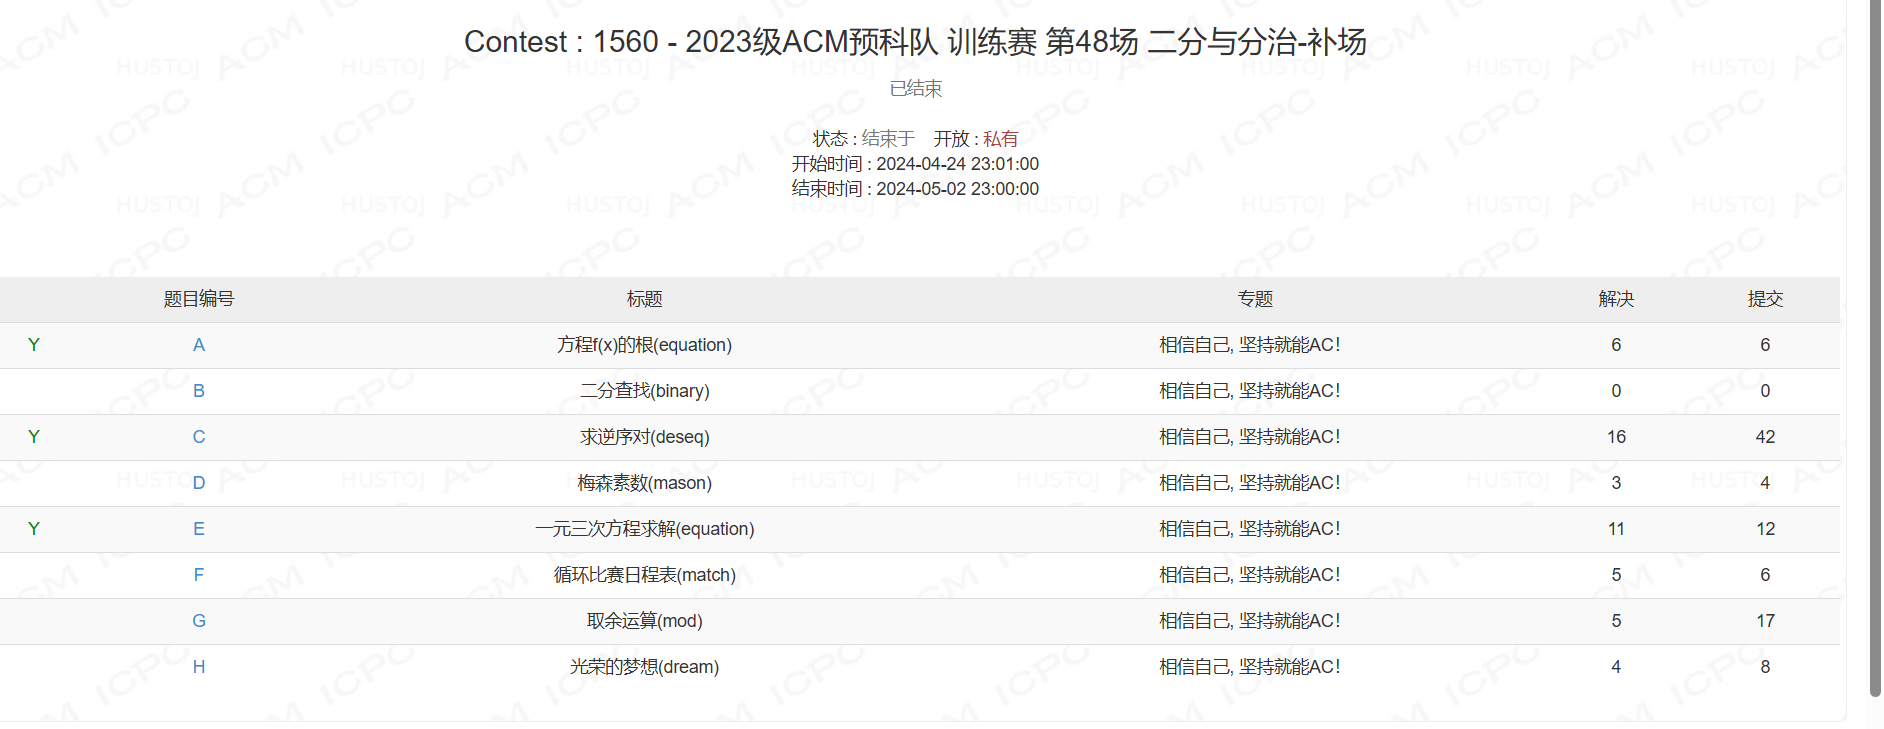 Contest : 1560 - 2023级ACM预科队 训练赛 第48场 二分与分治-补场
已结束
状态 : 结束于 开放 : 私有
开始时间 : 2024-04-24 23:01:00
结束时间 : 2024-05-02 23:00:00
题目编号 标题 专题 解决 提交
Y A 方程f(x)的根(equation) 相信自己, 坚持就能AC! 6 6
B 二分查找(binary) 相信自己, 坚持就能AC! 0 0
Y C 求逆序对(deseq) 相信自己, 坚持就能AC! 16 42
D 梅森素数(mason) 相信自己, 坚持就能AC! 3 4
Y E 一元三次方程求解(equation) 相信自己, 坚持就能AC! 11 12
F 循环比赛日程表(match) 相信自己, 坚持就能AC! 5 6
G 取余运算(mod) 相信自己, 坚持就能AC! 5 17
H 光荣的梦想(dream) 相信自己, 坚持就能AC! 4 8